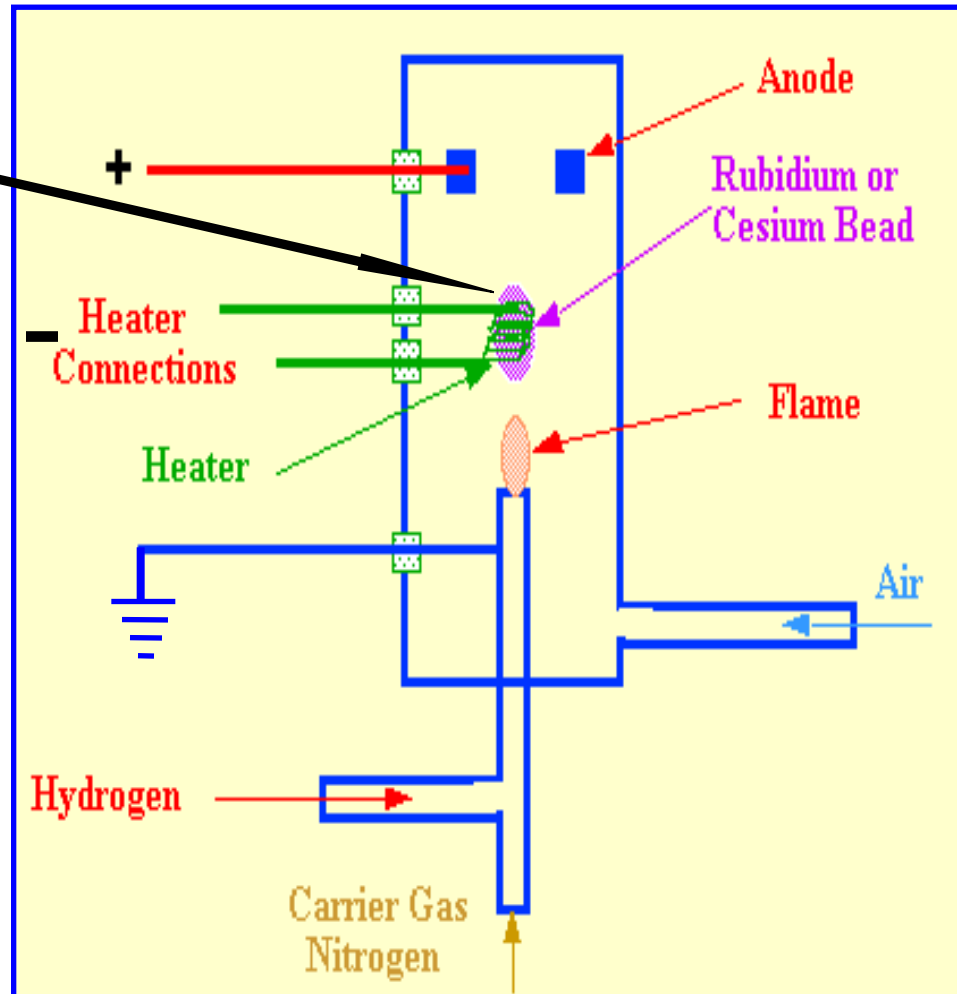 Anode
+
Rubidium or
Cesium Bead
- Heater
Connections
Flame
Heater
Air
Hydrogen
Carrier Gas
Nitrogen